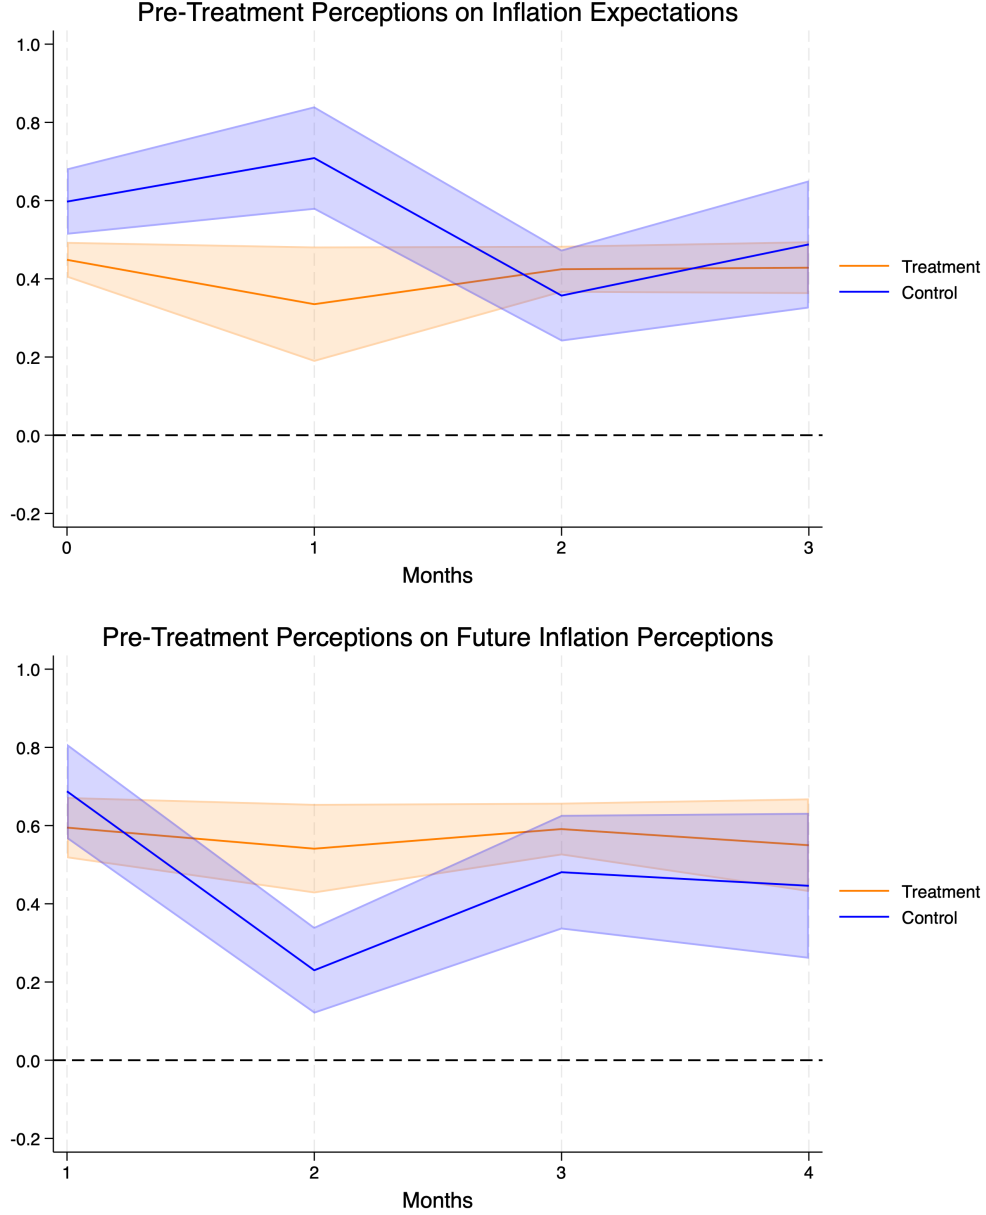 Pre-Treatment Perceptions on Inflation Expectations
1.0
0.8
0.6
0.4
0.2
0.0
-0.2
0 1 2 3
Months
Treatment
Control
Pre-Treatment Perceptions on Future Inflation Perceptions
1.0
0.8
0.6
0.4
0.2
0.0
-0.2
1 2 3 4
Months
Treatment
Control